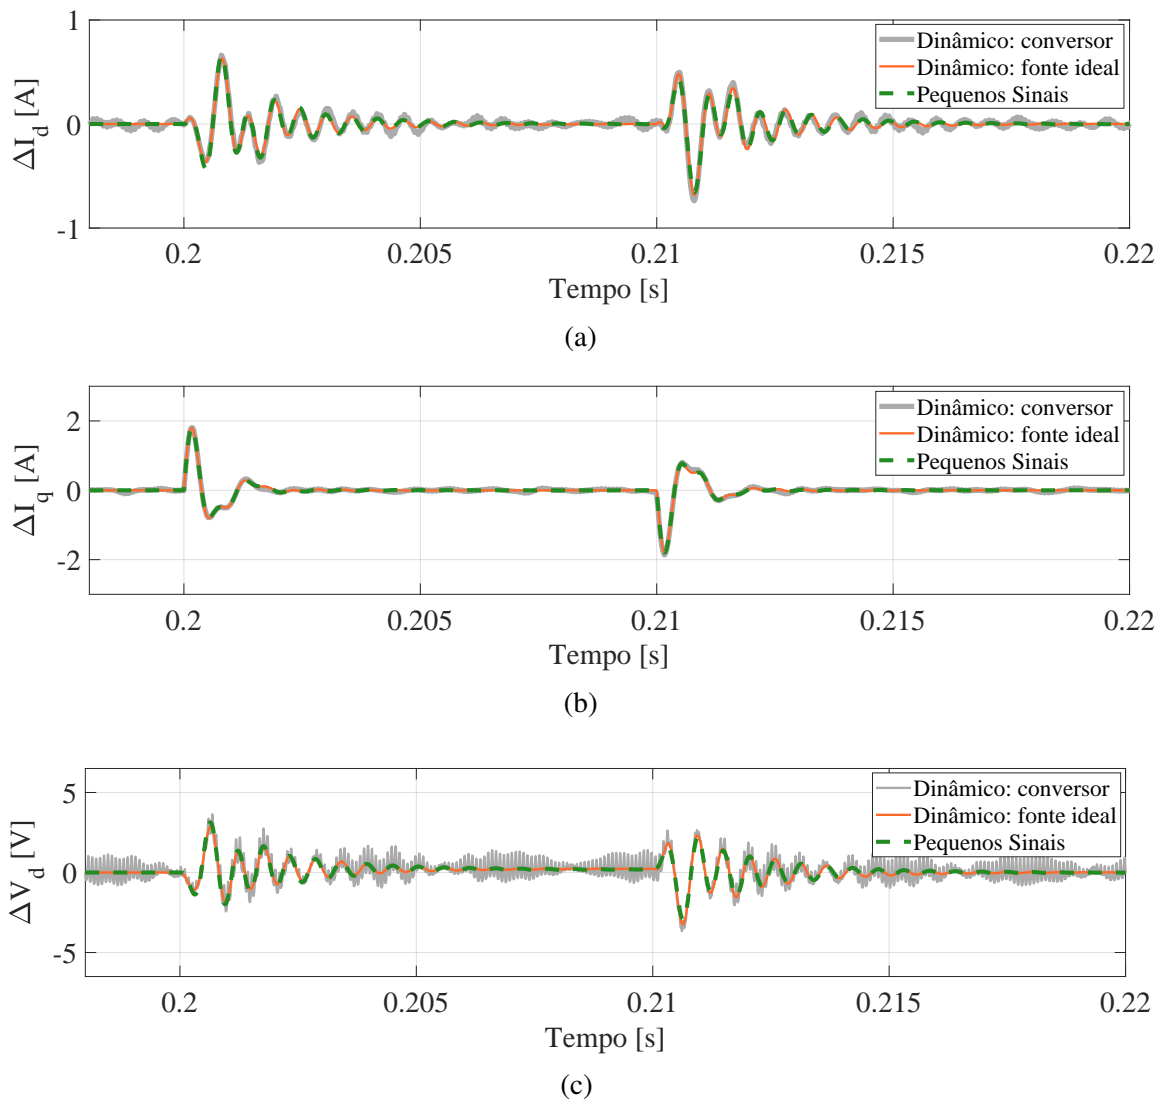 1
0
-1
ΔI_d [A]
Dinâmico: conversor
Dinâmico: fonte ideal
Pequenos Sinais
0.2 0.205 0.21 0.215 0.22
Tempo [s]
(a)
2
0
-2
ΔI_q [A]
Dinâmico: conversor
Dinâmico: fonte ideal
Pequenos Sinais
0.2 0.205 0.21 0.215 0.22
Tempo [s]
(b)
5
0
-5
ΔV_d [V]
Dinâmico: conversor
Dinâmico: fonte ideal
Pequenos Sinais
0.2 0.205 0.21 0.215 0.22
Tempo [s]
(c)